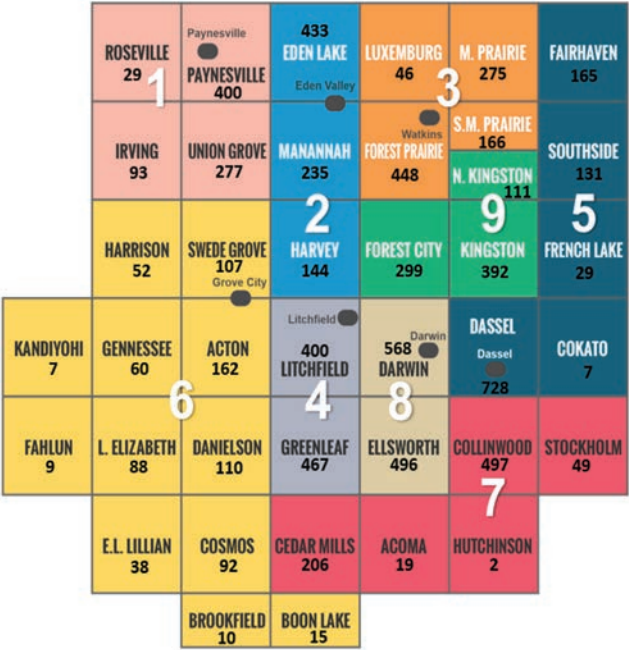 ROSEVILLE
29
Paynesville
PAYNESVILLE
400
433
EDEN LAKE
Eden Valley
LUXEMBURG
46
M. PRAIRIE
275
FAIRHAVEN
165
1
3
IRVING
93
UNION GROVE
277
MANANNAH
235
Watkins
FOREST PRAIRIE
448
S.M. PRAIRIE
166
N. KINGSTON
111
SOUTHSIDE
131
2
9
5
HARRISON
52
SWEDE GROVE
107
Grove City
HARVEY
144
FOREST CITY
299
KINGSTON
392
FRENCH LAKE
29
KANDIYOHI
7
GENNESSEE
60
ACTON
162
Litchfield
400
LITCHFIELD
Darwin
568
DARWIN
DASSEL
Dassel
728
COKATO
7
6
4
8
FAHLUN
9
L. ELIZABETH
88
DANIELSON
110
GREENLEAF
467
ELLSWORTH
496
COLLINWOOD
497
STOCKHOLM
49
7
E.L. LILLIAN
38
COSMOS
92
CEDAR MILLS
206
ACOMA
19
HUTCHINSON
2
BROOKFIELD
10
BOON LAKE
15